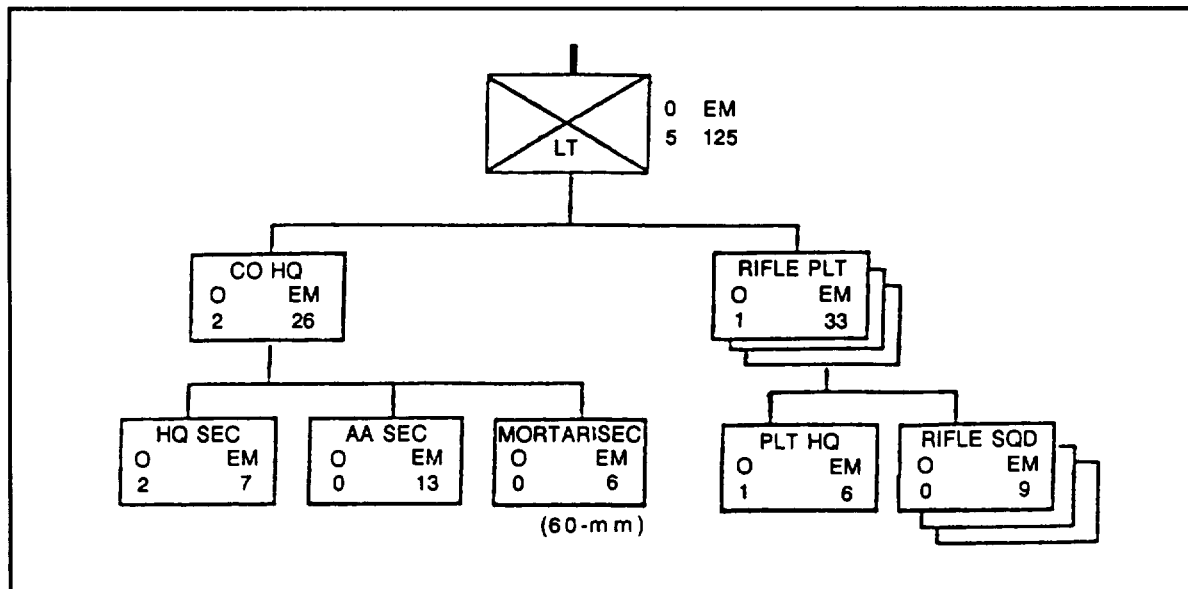 O EM
5 125
LT
CO HQ
O EM
2 26
RIFLE PLT
O EM
1 33
HQ SEC
O EM
2 7
AA SEC
O EM
0 13
MORTAR SEC
O EM
0 6
(60-mm)
PLT HQ
O EM
1 6
RIFLE SQD
O EM
0 9